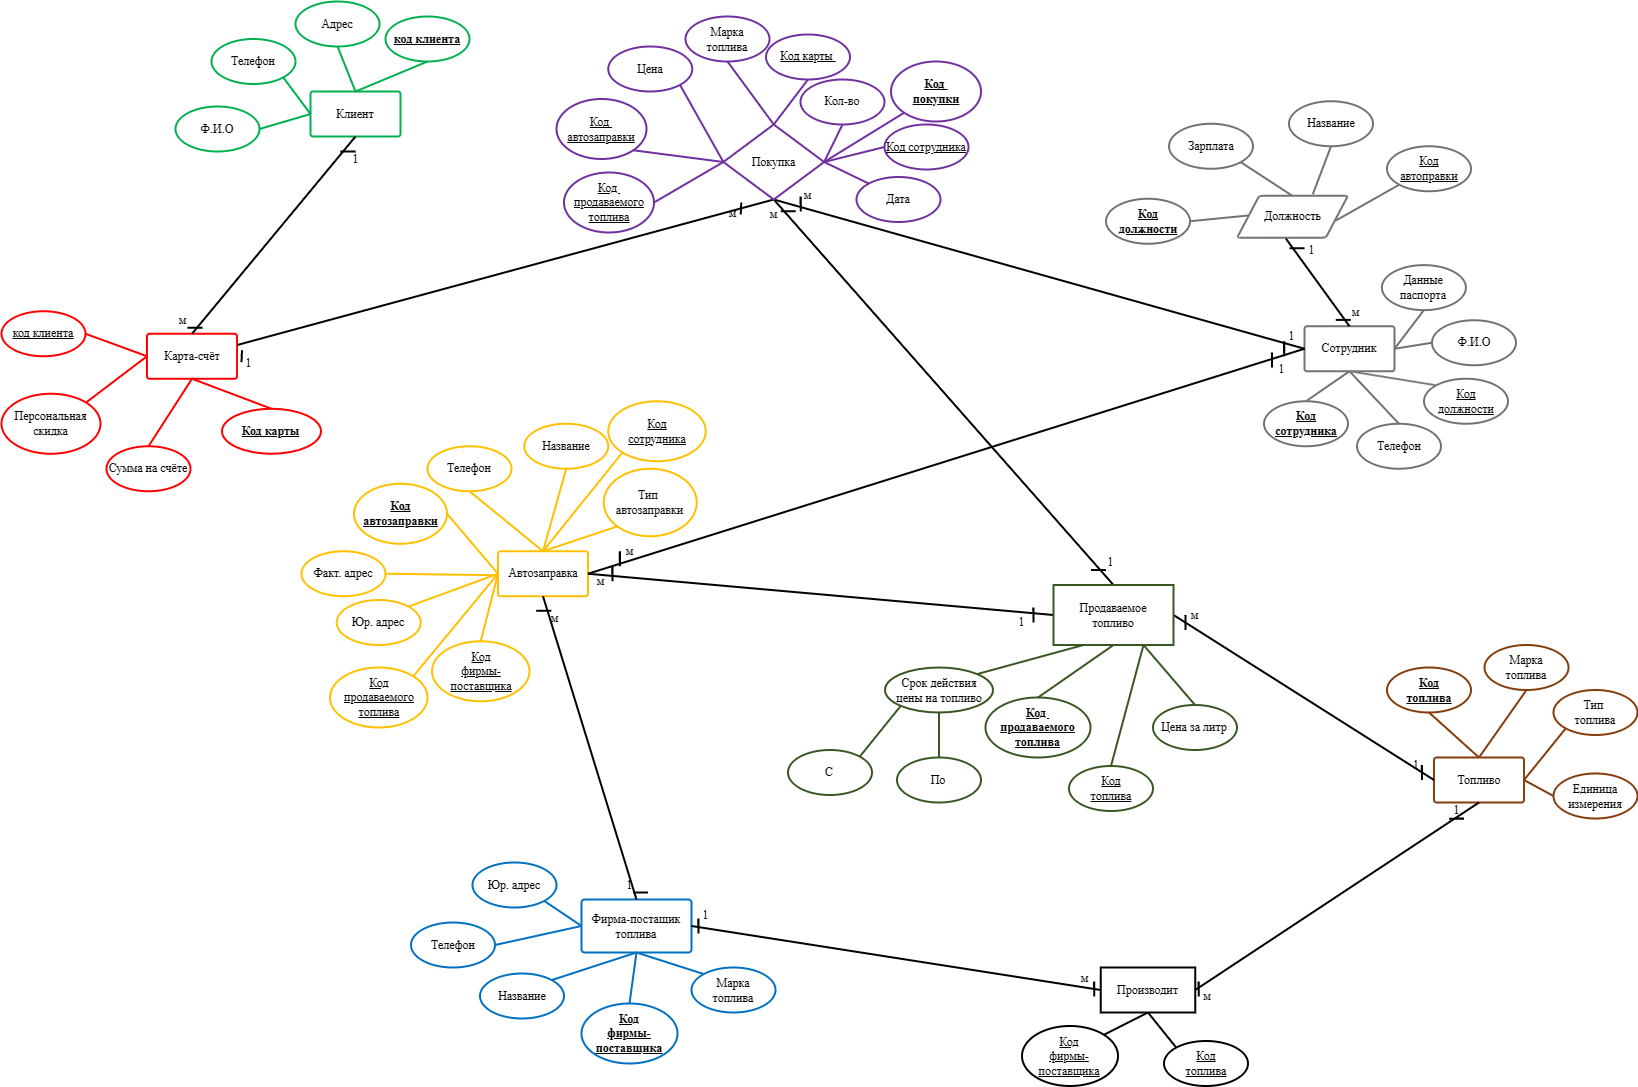 Адрес
код клиента
Телефон
Ф.И.О
Клиент
1
Марка
топлива
Код карты
Цена
Кол-во
Код
покупки
Код
автозаправки
Код сотрудника
Покупка
Код
продаваемого
топлива
Дата
м
м
м
Название
Зарплата
Код
автоправки
Код
должности
Должность
1
м
Данные
паспорта
Ф.И.О
Сотрудник
1
1
Код
должности
Код
сотрудника
Телефон
м
код клиента
Карта-счёт
1
Персональная
скидка
Код карты
Сумма на счёте
Код
сотрудника
Название
Телефон
Тип
автозаправки
Код
автозаправки
Автозаправка
м
м
м
Факт. адрес
Юр. адрес
Код
продаваемого
топлива
Код
фирмы-
поставщика
1
1
Продаваемое
топливо
м
Срок действия
цены на топливо
С
По
Код
продаваемого
топлива
Код
топлива
Цена за литр
Код
топлива
Марка
топлива
Тип
топлива
Единица
измерения
1
Топливо
1
Юр. адрес
1
Фирма-постащик
топлива
1
Телефон
Название
Код
фирмы-
поставщика
Марка
топлива
м
Производит
м
Код
фирмы-
поставщика
Код
топлива